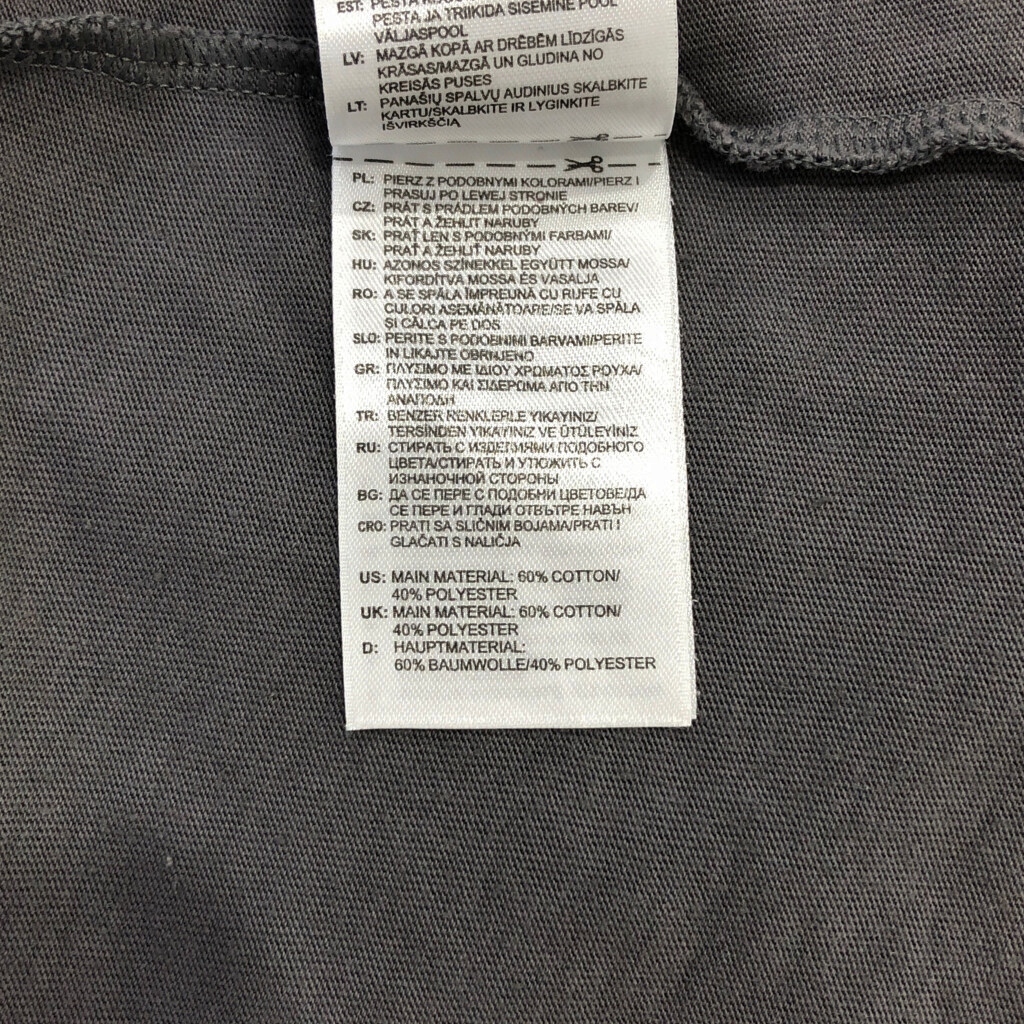 EST:
PESTA JA TRIIKIDA SISEMINE POOL
VÄLJASPOOL
LV: MAZGĀ KOPĀ AR DRĒBĒM LĪDZĪGĀS
KRĀSAS/MAZGĀ UN GLUDINA NO
KREISĀS PUSES
LT: PANAŠIŲ SPALVŲ AUDINIUS SKALBKITE
KARTU/SKALBKITE IR LYGINKITE
IŠVIRKŠČIĄ
PL: PIERZ Z PODOBNYMI KOLORAMI/PIERZ I
PRASUJ PO LEWEJ STRONIE
CZ: PRÁT S PRÁDLEM PODOBNÝCH BAREV/
PRÁT A ŽEHLIT NARUBY
SK: PRAŤ LEN S PODOBNÝMI FARBAMI/
PRAŤ A ŽEHLIŤ NARUBY
HU: AZONOS SZÍNEKKEL EGYÜTT MOSSA/
KIFORDÍTVA MOSSA ÉS VASALJA
RO: A SE SPĂLA ÎMPREUNĂ CU RUFE CU
CULORI ASEMĂNĂTOARE/SE VA SPĂLA
ȘI CĂLCA PE DOS
SLO: PERITE S PODOBNIMI BARVAMI/PERITE
IN LIKAJTE OBRNJENO
GR: ΠΛΥΣΙΜΟ ΜΕ ΙΔΙΟΥ ΧΡΩΜΑΤΟΣ ΡΟΥΧΑ/
ΠΛΥΣΙΜΟ ΚΑΙ ΣΙΔΕΡΩΜΑ ΑΠΟ ΤΗΝ
ΑΝΑΠΟΔΗ
TR: BENZER RENKLERLE YIKAYINIZ/
TERSİNDEN YIKAYINIZ VE ÜTÜLEYİNİZ
RU: СТИРАТЬ С ИЗДЕЛИЯМИ ПОДОБНОГО
ЦВЕТА/СТИРАТЬ И УТЮЖИТЬ С
ИЗНАНОЧНОЙ СТОРОНЫ
BG: ДА СЕ ПЕРЕ С ПОДОБНИ ЦВЕТОВЕ/ДА
СЕ ПЕРЕ И ГЛАДИ ОТВЪТРЕ НАВЪН
CRO: PRATI SA SLIČNIM BOJAMA/PRATI I
GLAČATI S NALIČJA
US: MAIN MATERIAL: 60% COTTON/
40% POLYESTER
UK: MAIN MATERIAL: 60% COTTON/
40% POLYESTER
D: HAUPTMATERIAL:
60% BAUMWOLLE/40% POLYESTER